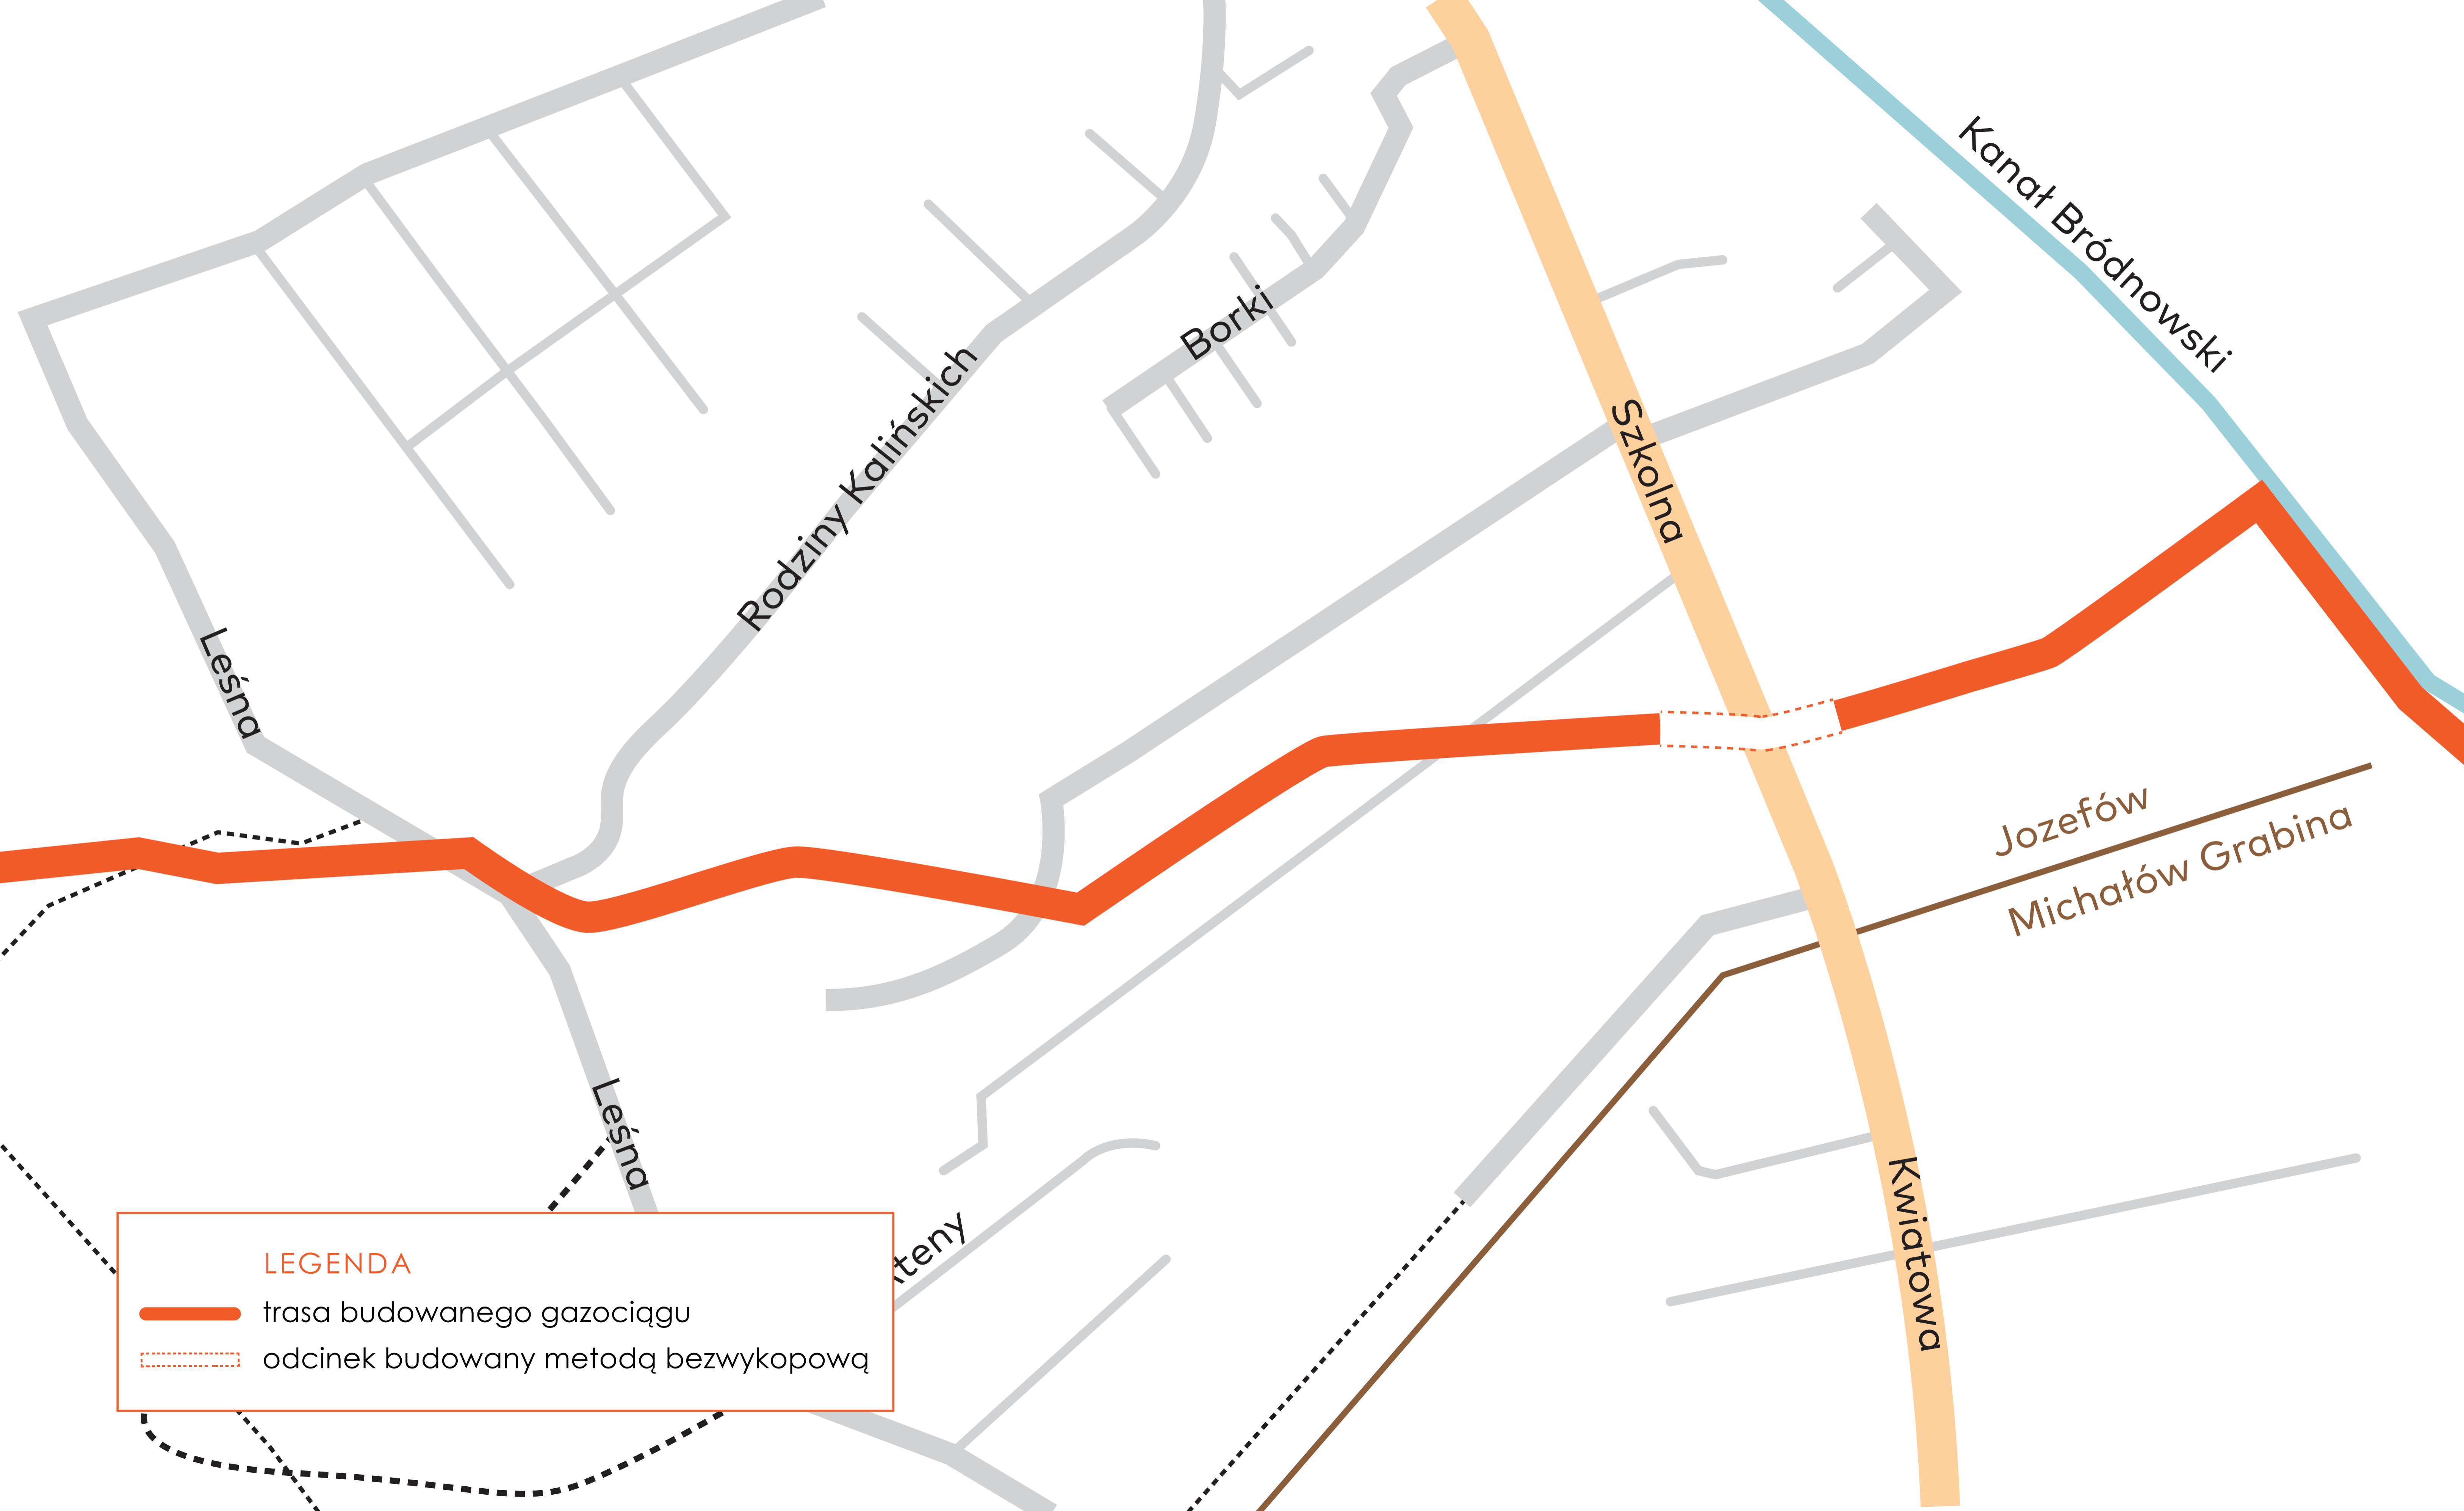 Kanał Bródnowski
Borki
Rodziny Kalińskich
Szkolna
Leśna
Jozefów
Michałów Grabina
Leśna
Kwiatowa
LEGENDA
trasa budowanego gazociągu
odcinek budowany metodą bezwykopową